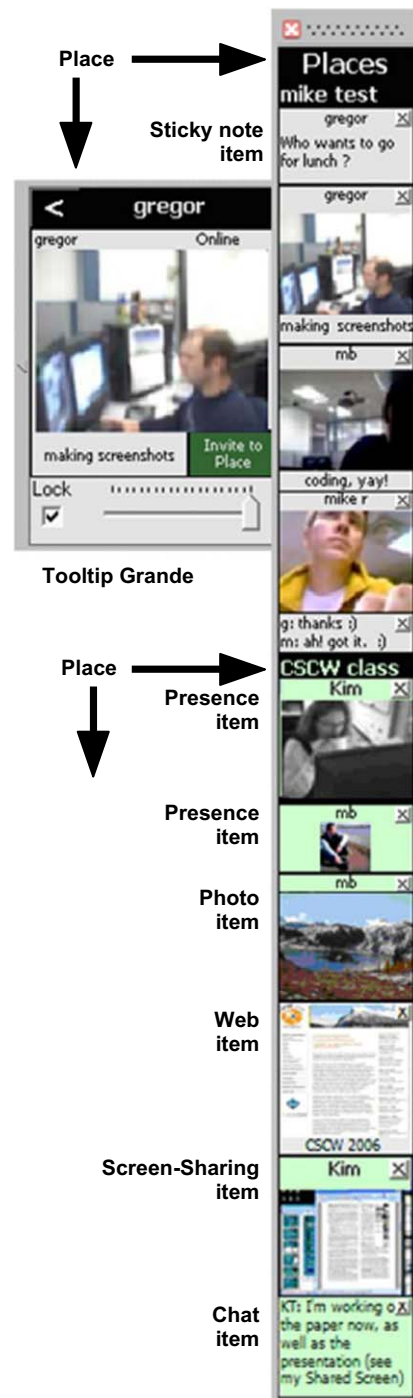 Place
Places
mike test
Sticky note
item
gregor
Who wants to go
for lunch ?
<
gregor
gregor
Online
making screenshots
Invite to
Place
Lock
Tooltip Grande
gregor
making screenshots
mb
coding, yay!
mike r
g: thanks :)
m: ah! got it. :)
Place
CSCW class
Presence
item
Kim
Presence
item
mb
Photo
item
mb
Web
item
CSCW 2006
Screen-Sharing
item
Kim
Chat
item
KT: I'm working o
the paper now, as
well as the
presentation (see
my Shared Screen)